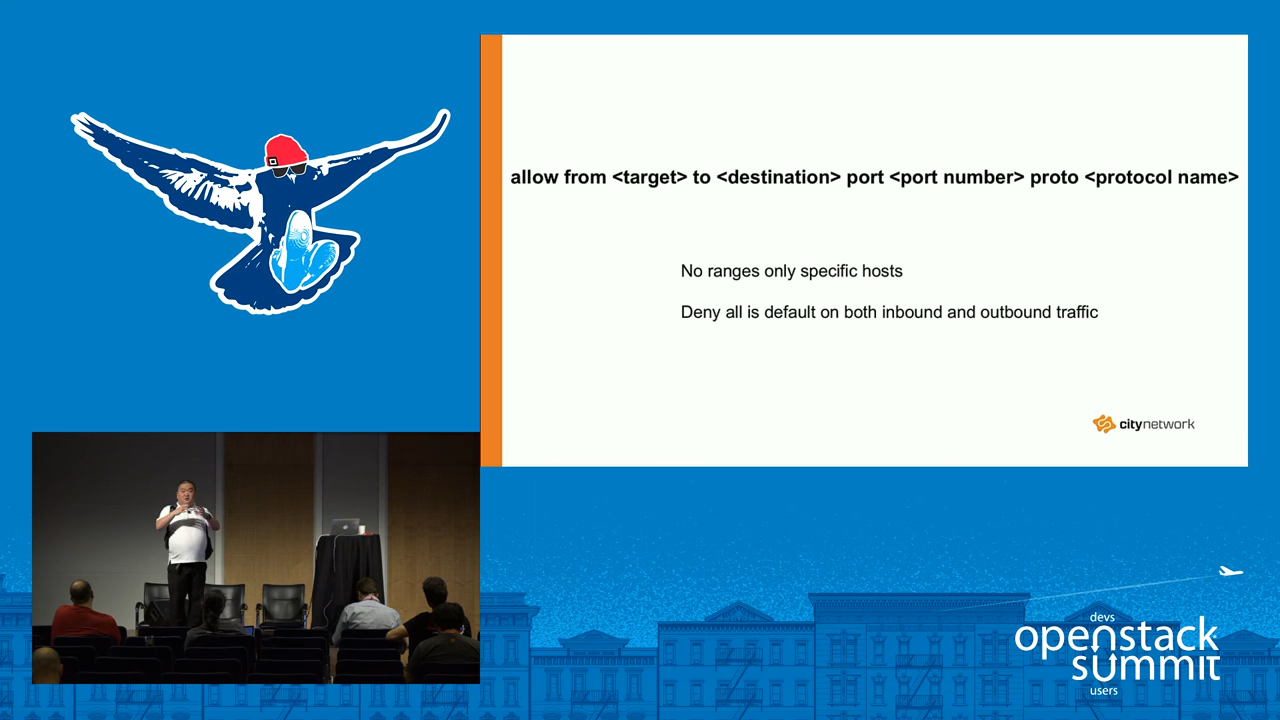 allow from <target> to <destination> port <port number> proto <protocol name>
No ranges only specific hosts
Deny all is default on both inbound and outbound traffic
citynetwork
devs
openstack
summit
users